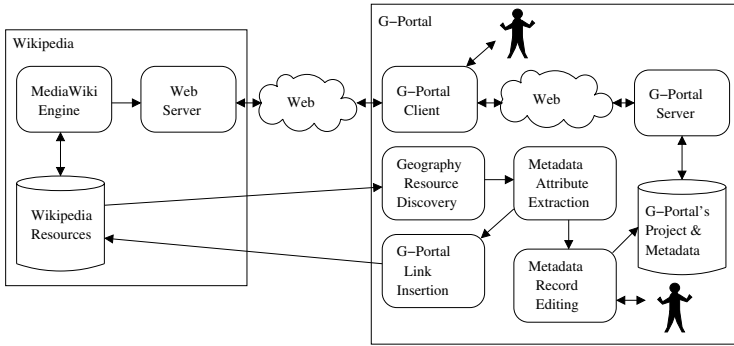 Wikipedia
MediaWiki
Engine
Web
Server
Wikipedia
Resources
Web
G−Portal
G−Portal
Client
Web
G−Portal
Server
Geography
Resource
Discovery
Metadata
Attribute
Extraction
G−Portal
Link
Insertion
Metadata
Record
Editing
G−Portal's
Project &
Metadata